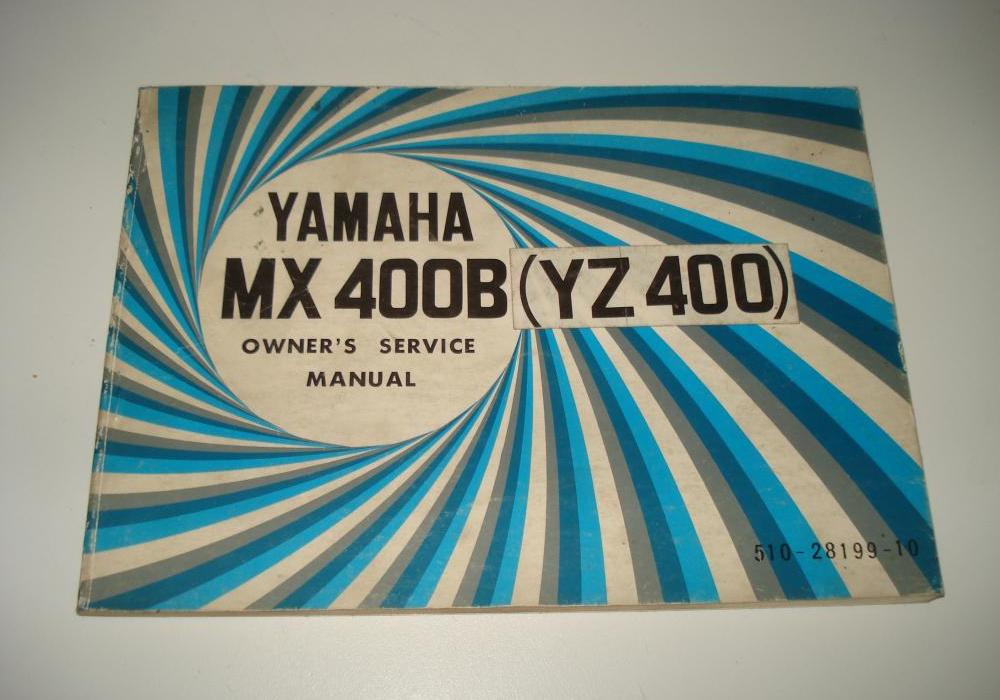 YAMAHA
MX 400B (YZ 400)
OWNER'S SERVICE
MANUAL
510-28199-10